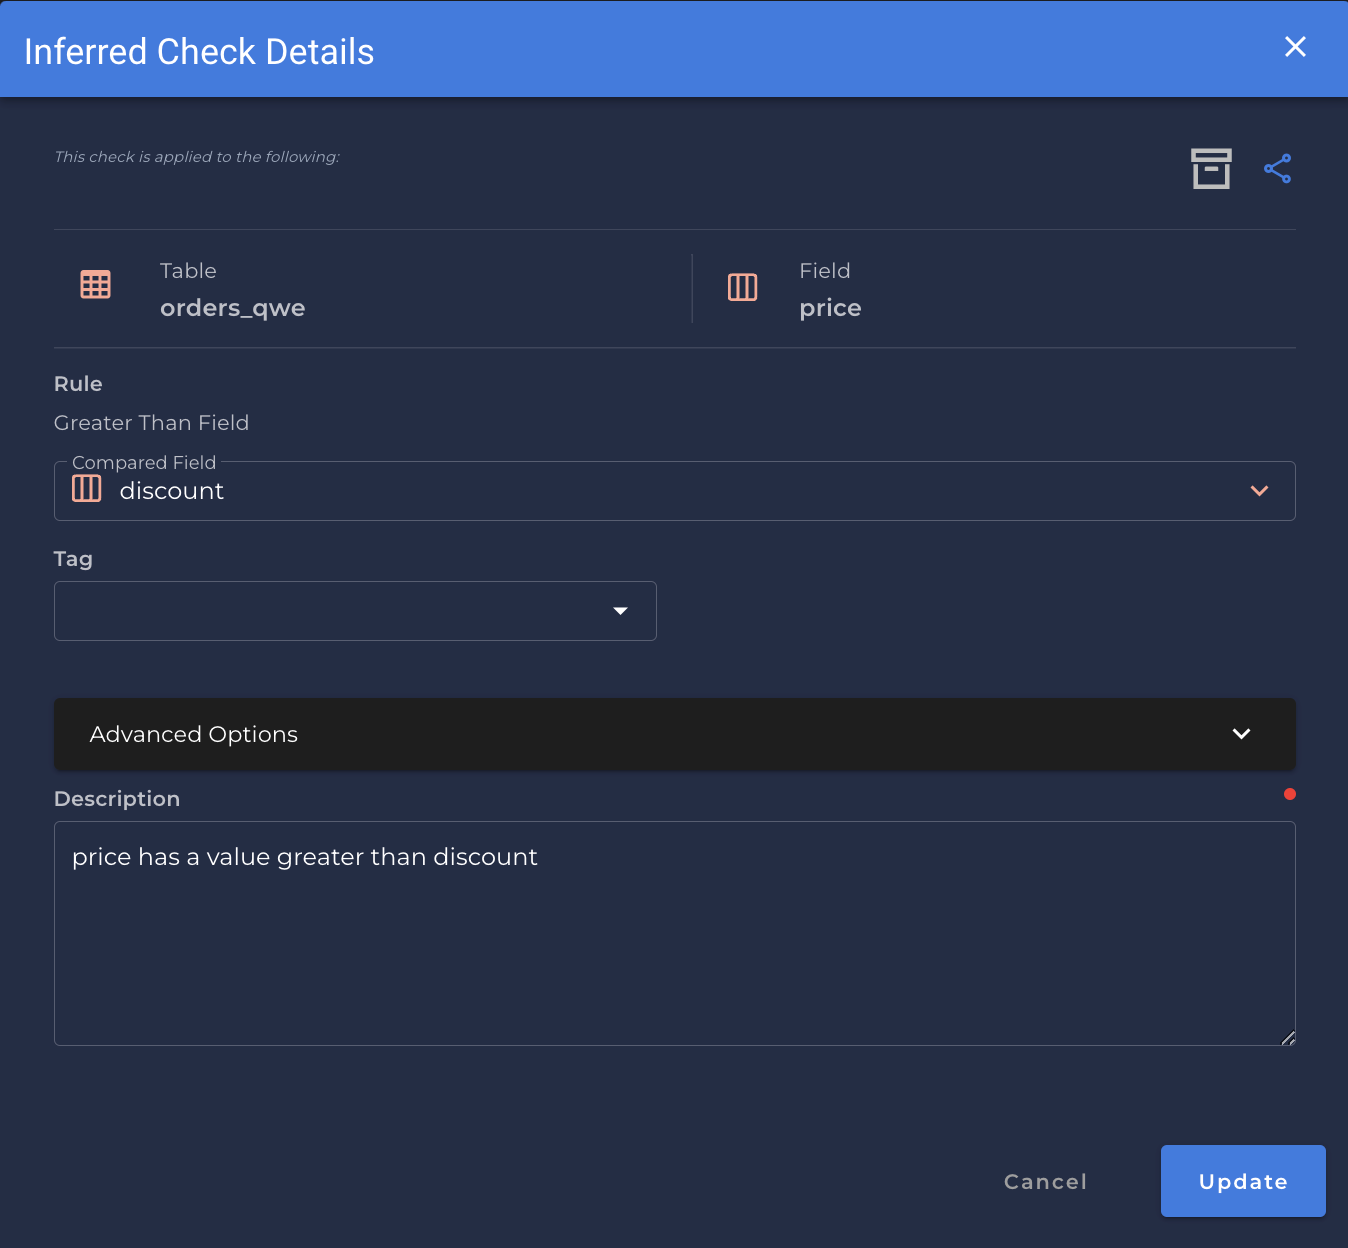 Inferred Check Details
This check is applied to the following:
Table
orders_qwe
Field
price
Rule
Greater Than Field
Compared Field
discount
Tag
Advanced Options
Description
price has a value greater than discount
Cancel
Update